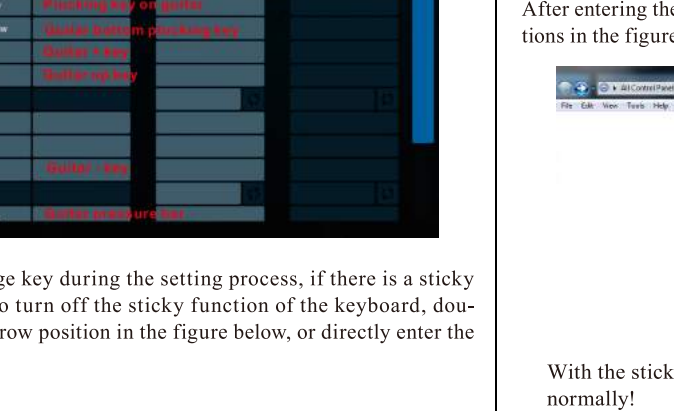 Plucking key on guitar
w
Guitar bottom plucking key
Guitar + key
Guitar up key
Guitar - key
Guitar pressure bar
ge key during the setting process, if there is a sticky
o turn off the sticky function of the keyboard, dou-
row position in the figure below, or directly enter the
After entering the
tions in the figure
All Control Panel
File Edit View Tools Help
With the stick
normally!